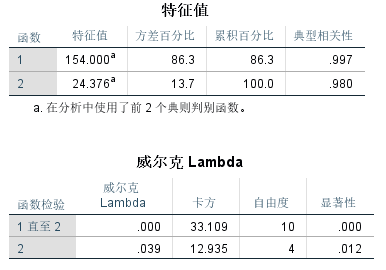 特征值
函数 特征值 方差百分比 累积百分比 典型相关性
1 154.000a 86.3 86.3 .997
2 24.376a 13.7 100.0 .980
a. 在分析中使用了前 2 个典则判别函数。
威尔克 Lambda
函数检验 威尔克 Lambda 卡方 自由度 显著性
1 直至 2 .000 33.109 10 .000
2 .039 12.935 4 .012